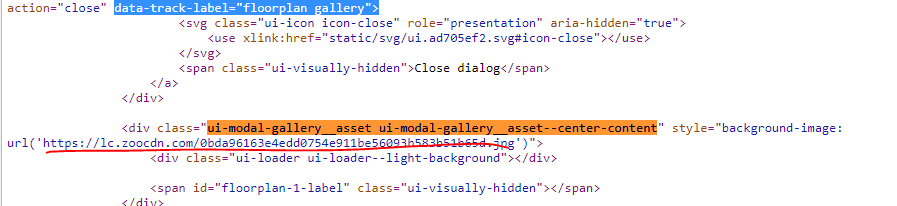 action="close" data-track-label="floorplan gallery">
<svg class="ui-icon icon-close" role="presentation" aria-hidden="true">
<use xlink:href="static/svg/ui.ad705ef2.svg#icon-close"></use>
</svg>
<span class="ui-visually-hidden">Close dialog</span>
</a>
</div>
<div class="ui-modal-gallery__asset ui-modal-gallery__asset--center-content" style="background-image:
url('https://lc.zoocdn.com/0bda96163e4edd0754e911be56093b583b51b65d.jpg')">
<div class="ui-loader ui-loader--light-background"></div>
<span id="floorplan-1-label" class="ui-visually-hidden"></span>
</div>